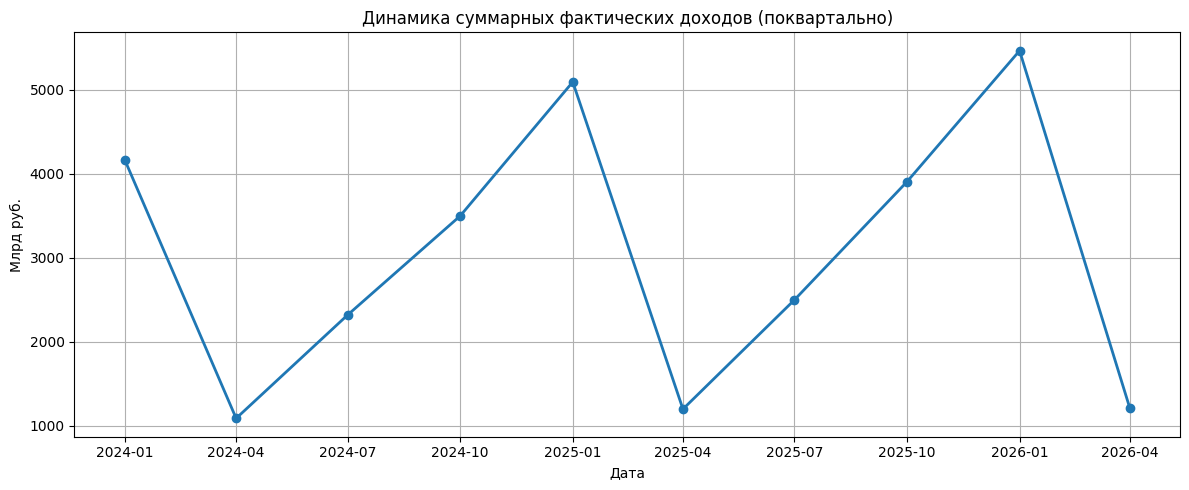 Динамика суммарных фактических доходов (поквартально)
Млрд руб.
5000
4000
3000
2000
1000
2024-01 2024-04 2024-07 2024-10 2025-01 2025-04 2025-07 2025-10 2026-01 2026-04
Дата